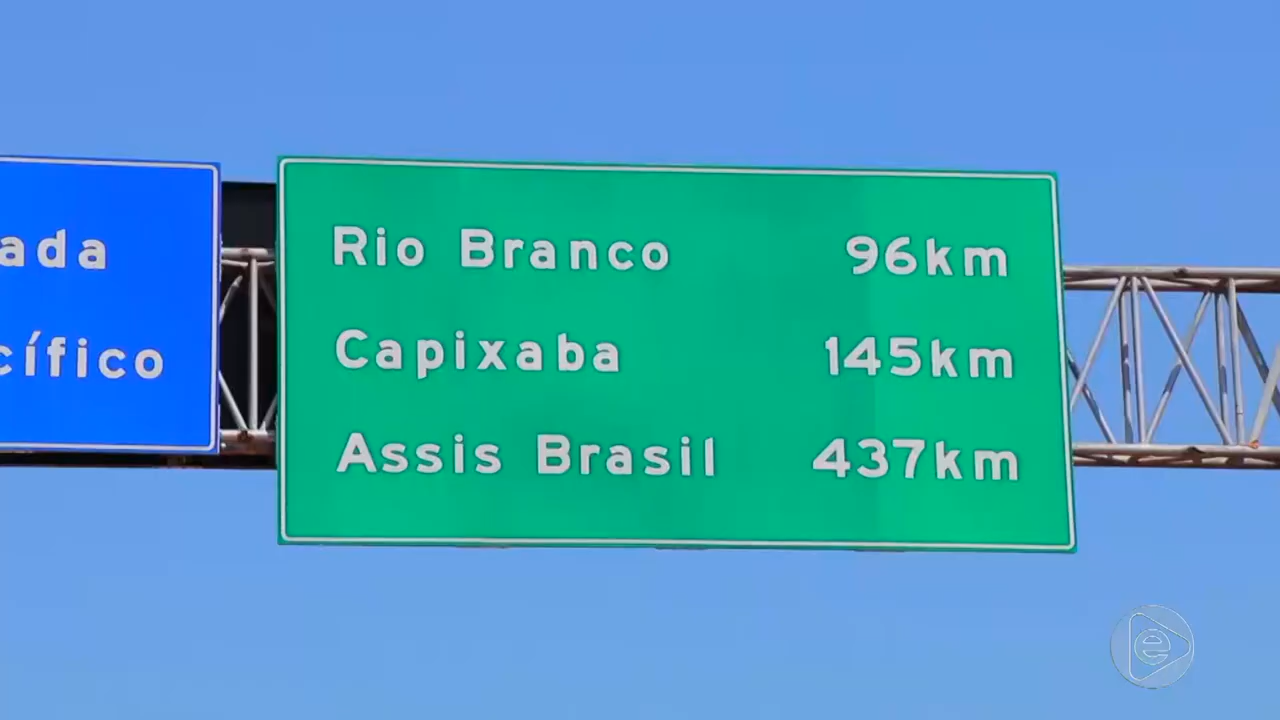 ada
cífico
Rio Branco 96km
Capixaba 145km
Assis Brasil 437km
e